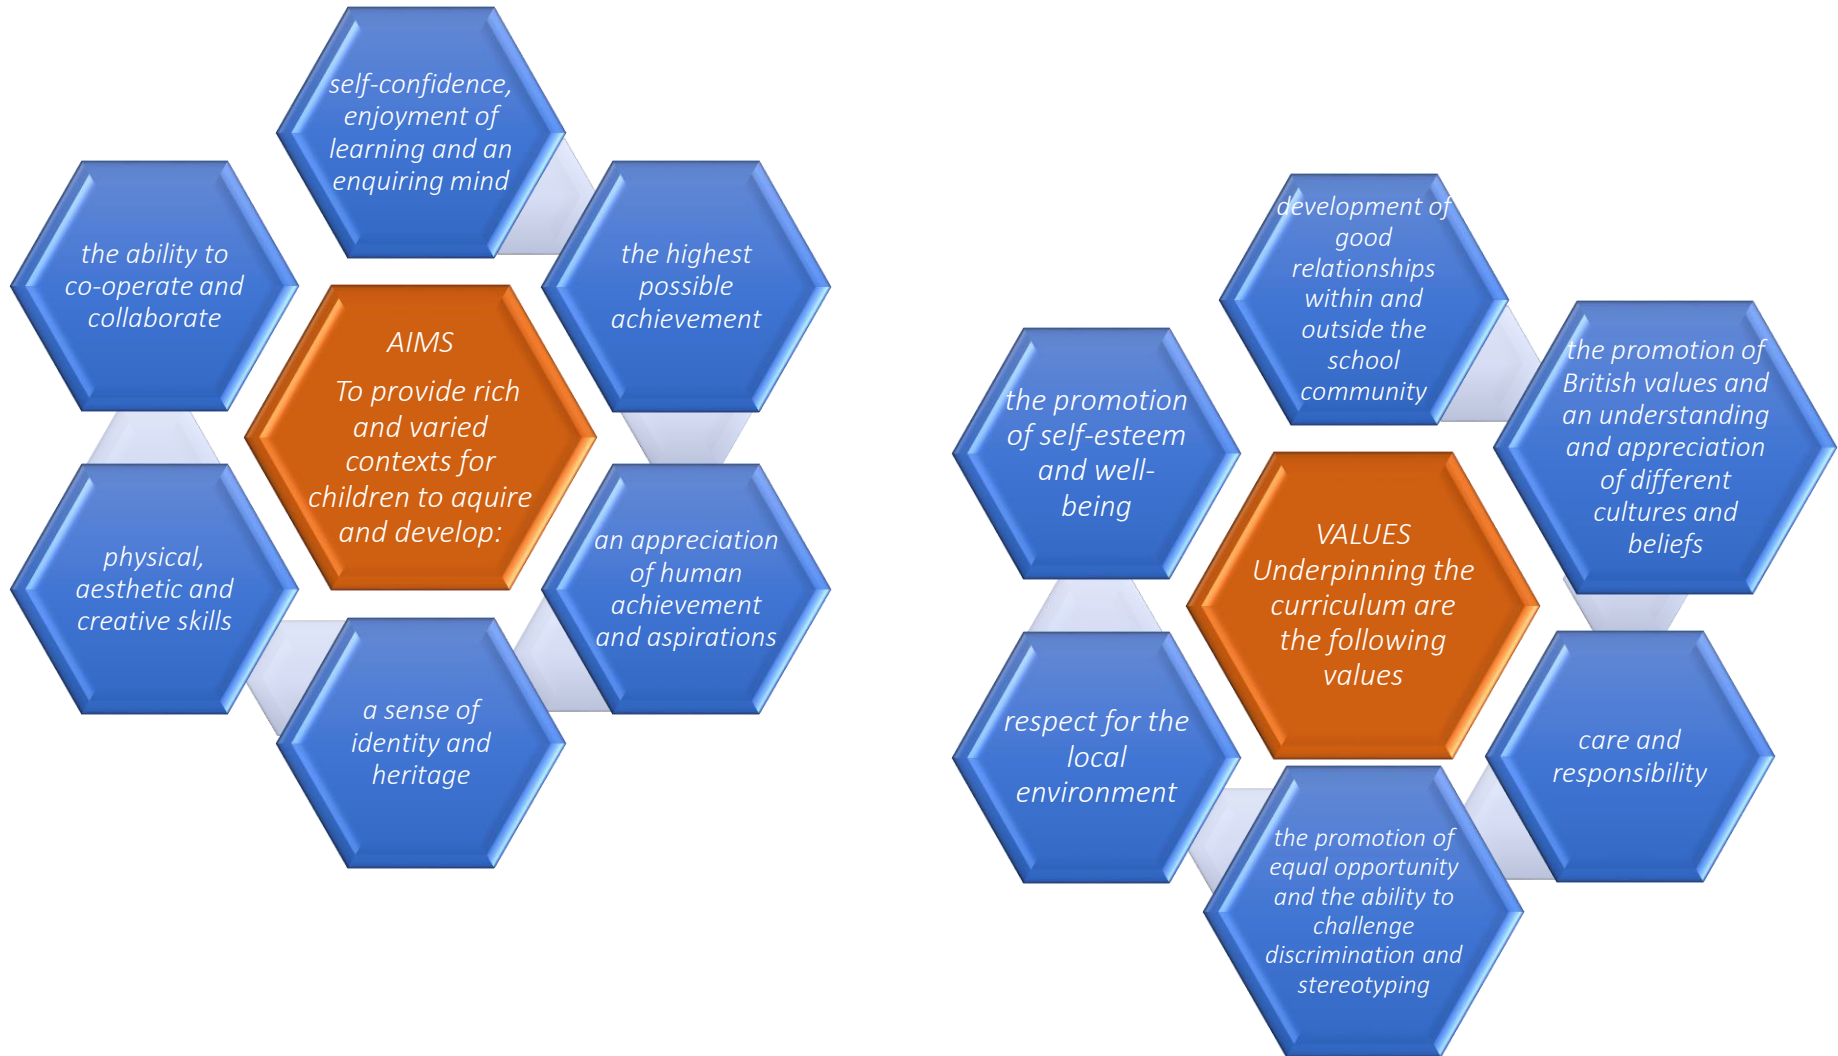 self-confidence,
enjoyment of
learning and an
enquiring mind
the highest
possible
achievement
an appreciation
of human
achievement
and aspirations
a sense of
identity and
heritage
physical,
aesthetic and
creative skills
the ability to
co-operate and
collaborate
AIMS
To provide rich
and varied
contexts for
children to aquire
and develop:
development of
good
relationships
within and
outside the
school
community
the promotion of
British values and
an understanding
and appreciation
of different
cultures and
beliefs
care and
responsibility
the promotion of
equal opportunity
and the ability to
challenge
discrimination and
stereotyping
respect for the
local
environment
the promotion
of self-esteem
and well-
being
VALUES
Underpinning the
curriculum are
the following
values